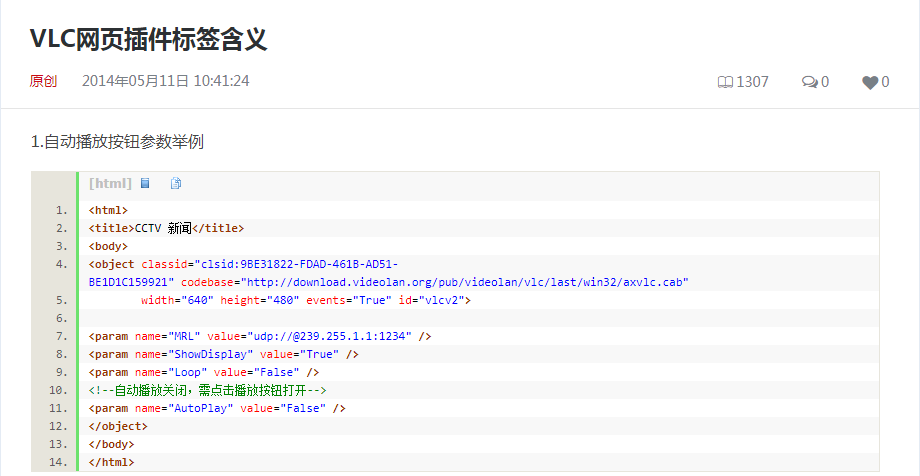 VLC网页插件标签含义
原创 2014年05月11日 10:41:24 1307 0 0
1.自动播放按钮参数举例
[html]
1. <html>
2. <title>CCTV 新闻</title>
3. <body>
4. <object classid="clsid:9BE31822-FDAD-461B-AD51-
BE1D1C159921" codebase="http://download.videolan.org/pub/videolan/vlc/last/win32/axvlc.cab"
5. width="640" height="480" events="True" id="vlcv2">
6.
7. <param name="MRL" value="udp://@239.255.1.1:1234" />
8. <param name="ShowDisplay" value="True" />
9. <param name="Loop" value="False" />
10. <!--自动播放关闭，需点击播放按钮打开-->
11. <param name="AutoPlay" value="False" />
12. </object>
13. </body>
14. </html>